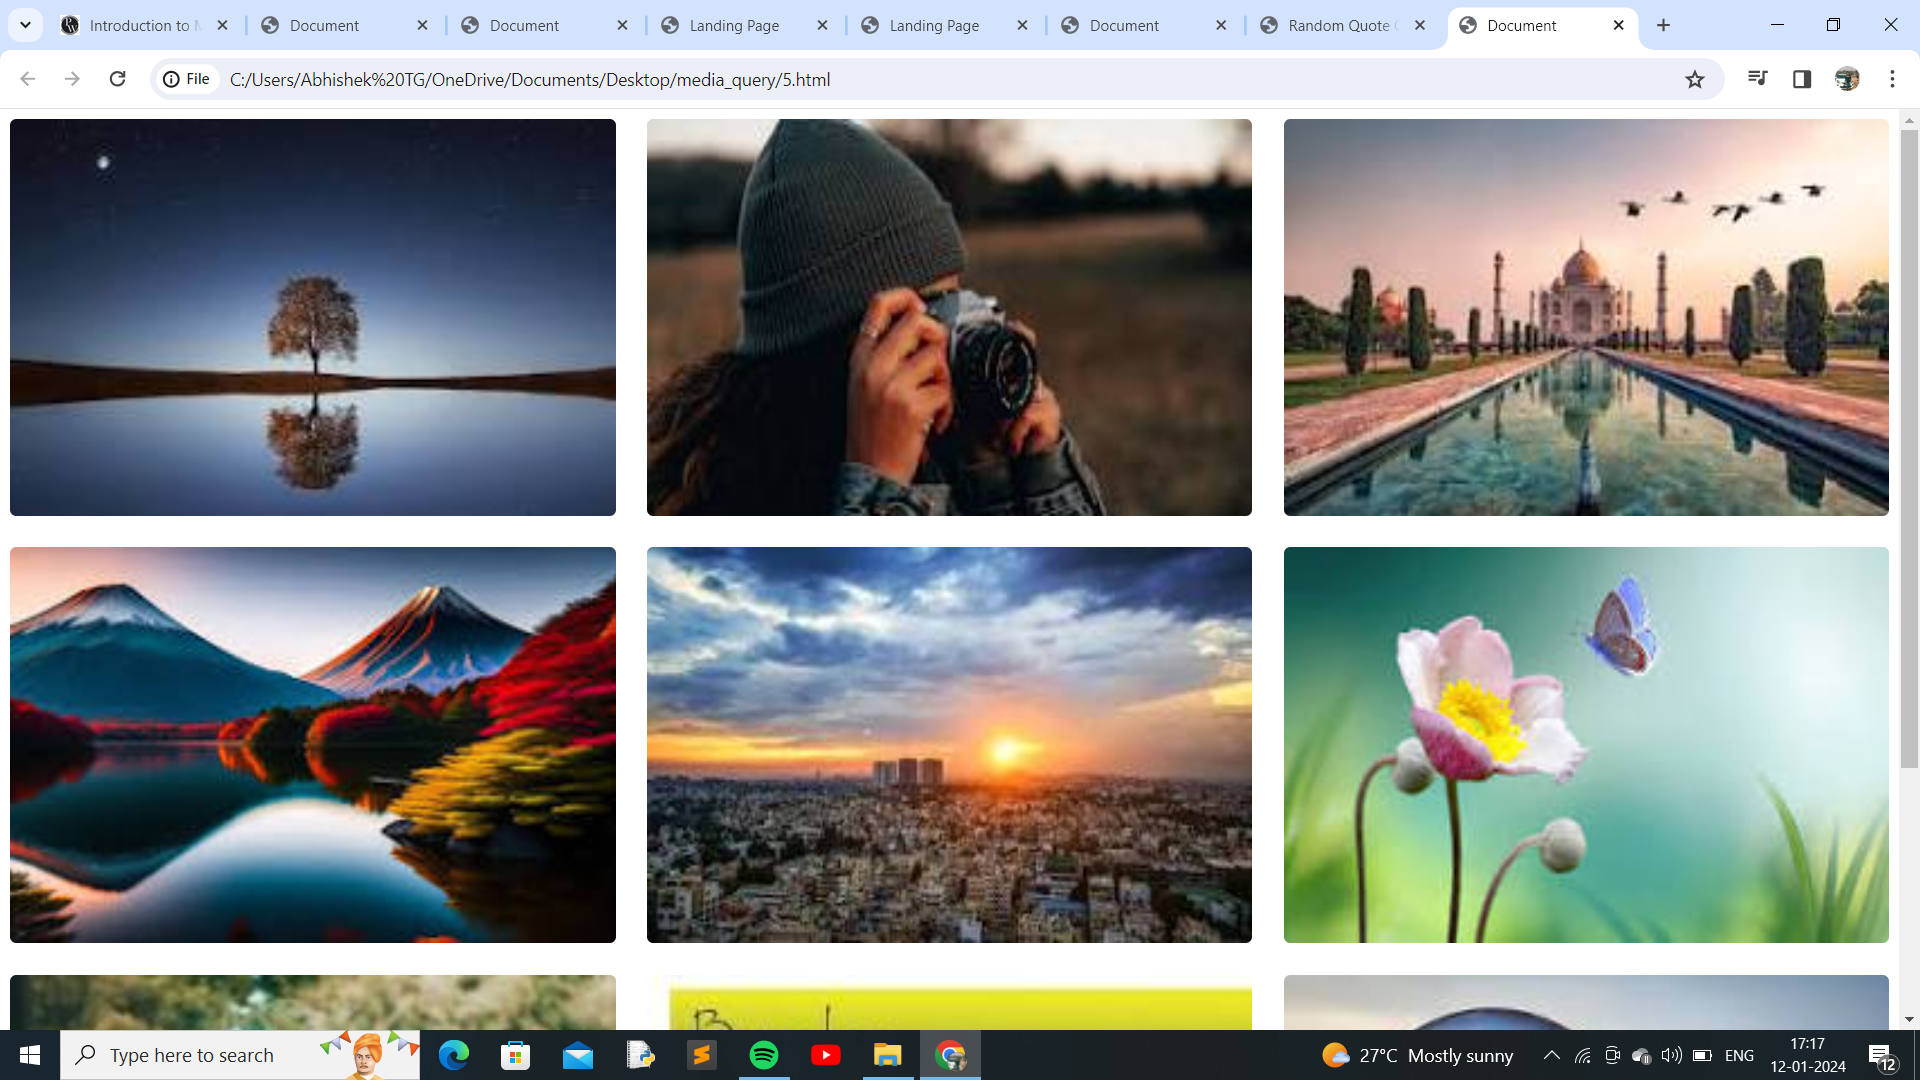 Introduction to M
Document
Document
Landing Page
Landing Page
Document
Random Quote G
Document
File
C:/Users/Abhishek%20TG/OneDrive/Documents/Desktop/media_query/5.html
Type here to search
27°C Mostly sunny
ENG
17:17
12-01-2024
12